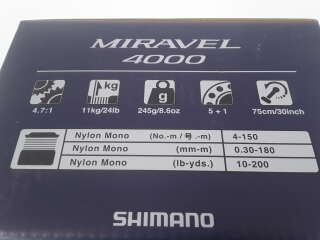 MIRAVEL
4000
kg g
4.7:1 11kg/24lb 245g/8.6oz 5 + 1 75cm/30inch
Nylon Mono (No.-m / 号.-m) 4-150
Nylon Mono (mm-m) 0.30-180
Nylon Mono (lb-yds.) 10-200
SHIMANO